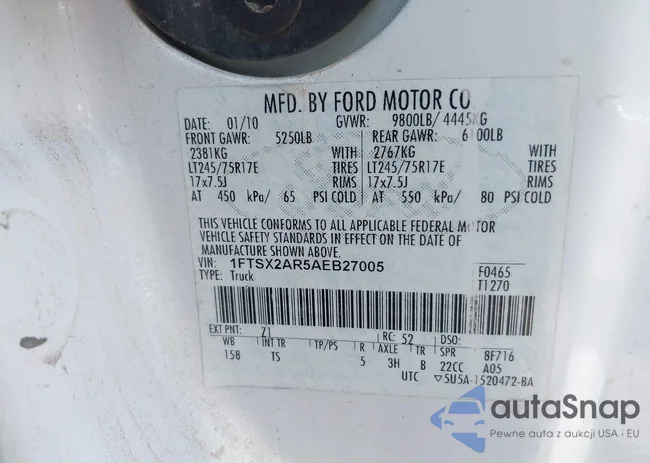 MFD. BY FORD MOTOR CO.
DATE: 01/10 GVWR: 9800LB/ 4445KG
FRONT GAWR: 5250LB REAR GAWR: 6100LB
2381KG WITH 2767KG WITH
LT245/75R17E TIRES LT245/75R17E TIRES
17x7.5J RIMS 17x7.5J RIMS
AT 450 kPa/ 65 PSI COLD AT 550 kPa/ 80 PSI COLD
THIS VEHICLE CONFORMS TO ALL APPLICABLE FEDERAL MOTOR
VEHICLE SAFETY STANDARDS IN EFFECT ON THE DATE OF
MANUFACTURE SHOWN ABOVE.
VIN: 1FTSX2AR5AEB27005 F0465
TYPE: Truck T1270
EXT PNT: Z1 RC: 52 DSO:
WB INT TR TP/PS R AXLE TR SPR 8F716
158 TS 5 3H B 22CC A05
UTC ▽5U5A-1520472-BA
autaSnap
Pewne auta z aukcji USA i EU